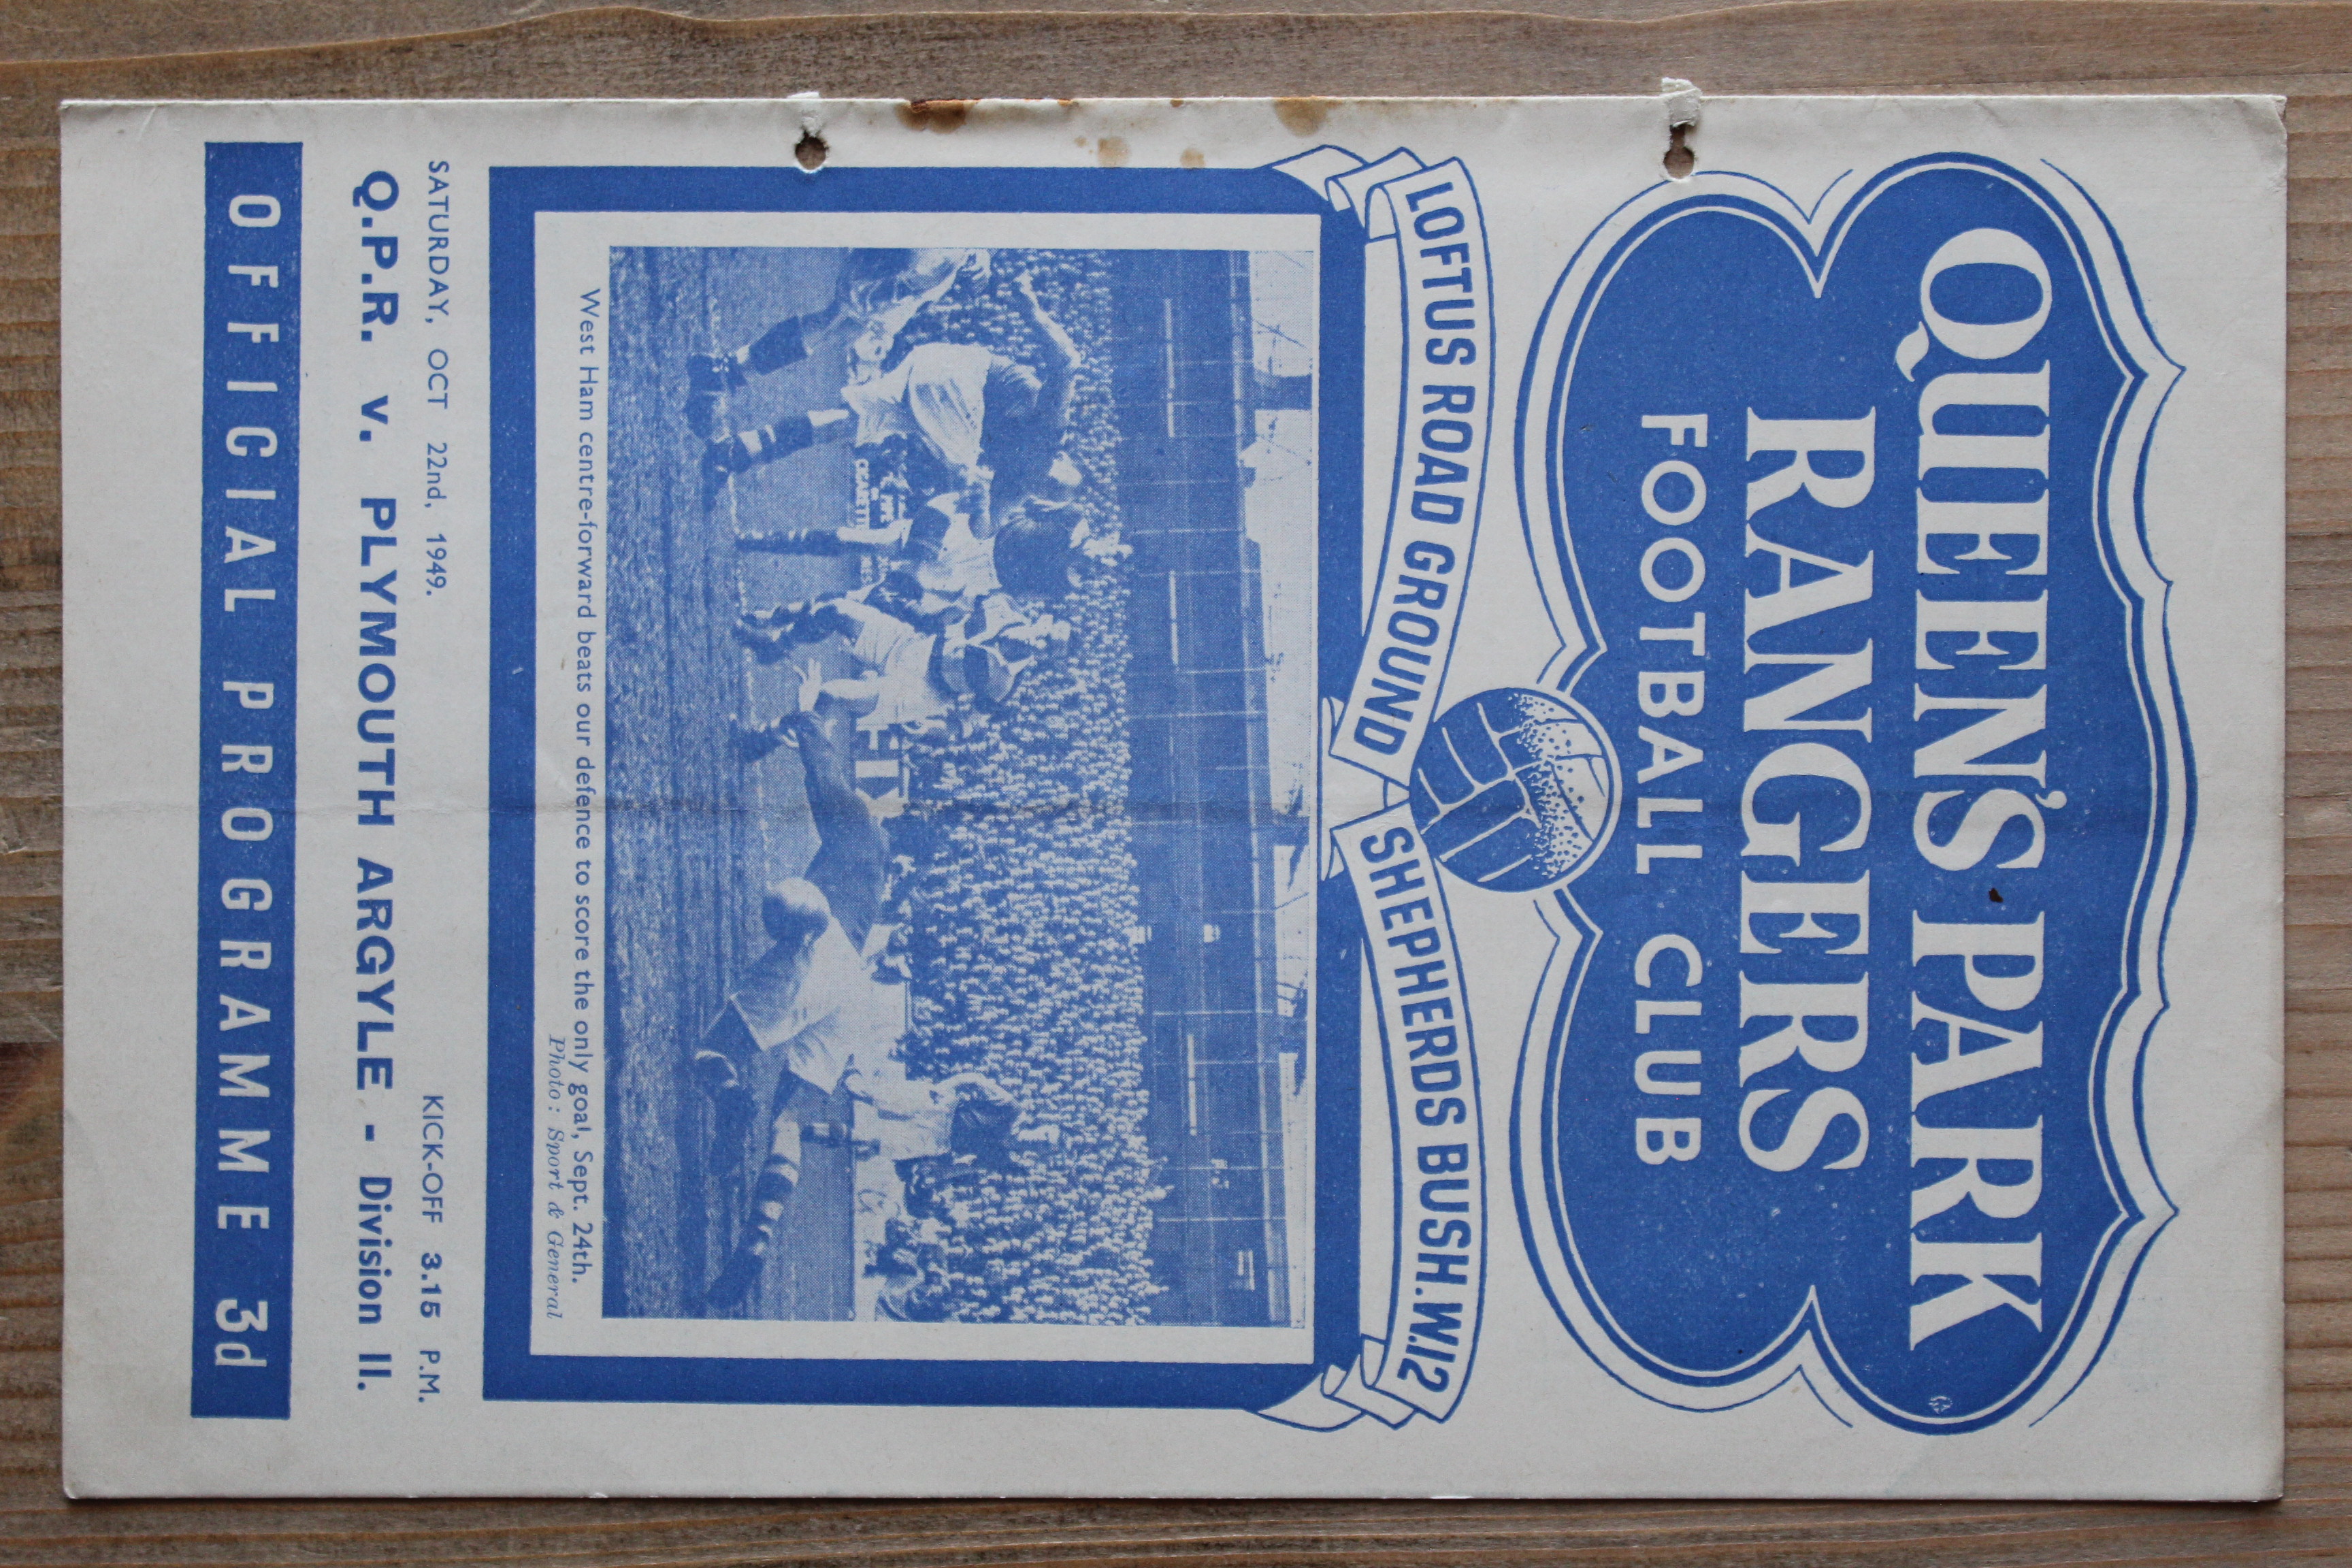 QUEEN'S PARK
RANGERS
FOOTBALL CLUB
LOFTUS ROAD GROUND SHEPHERDS BUSH.W.12
West Ham centre-forward beats our defence to score the only goal, Sept. 24th.
Photo: Sport & General
SATURDAY, OCT 22nd, 1949. KICK-OFF 3.15 P.M.
Q.P.R. v. PLYMOUTH ARGYLE - Division II.
OFFICIAL PROGRAMME 3d